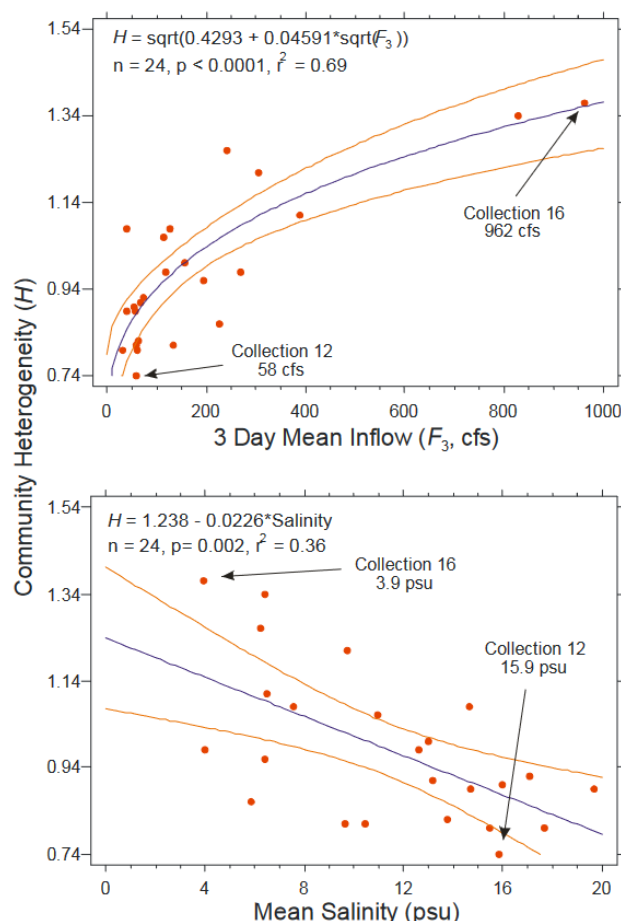 Community Heterogeneity (H)
1.54
1.34
1.14
0.94
0.74
H = sqrt(0.4293 + 0.04591*sqrt(F₃))
n = 24, p < 0.0001, r² = 0.69
Collection 16
962 cfs
Collection 12
58 cfs
0 200 400 600 800 1000
3 Day Mean Inflow (F₃, cfs)
1.54
1.34
1.14
0.94
0.74
H = 1.238 - 0.0226*Salinity
n = 24, p= 0.002, r² = 0.36
Collection 16
3.9 psu
Collection 12
15.9 psu
0 4 8 12 16 20
Mean Salinity (psu)